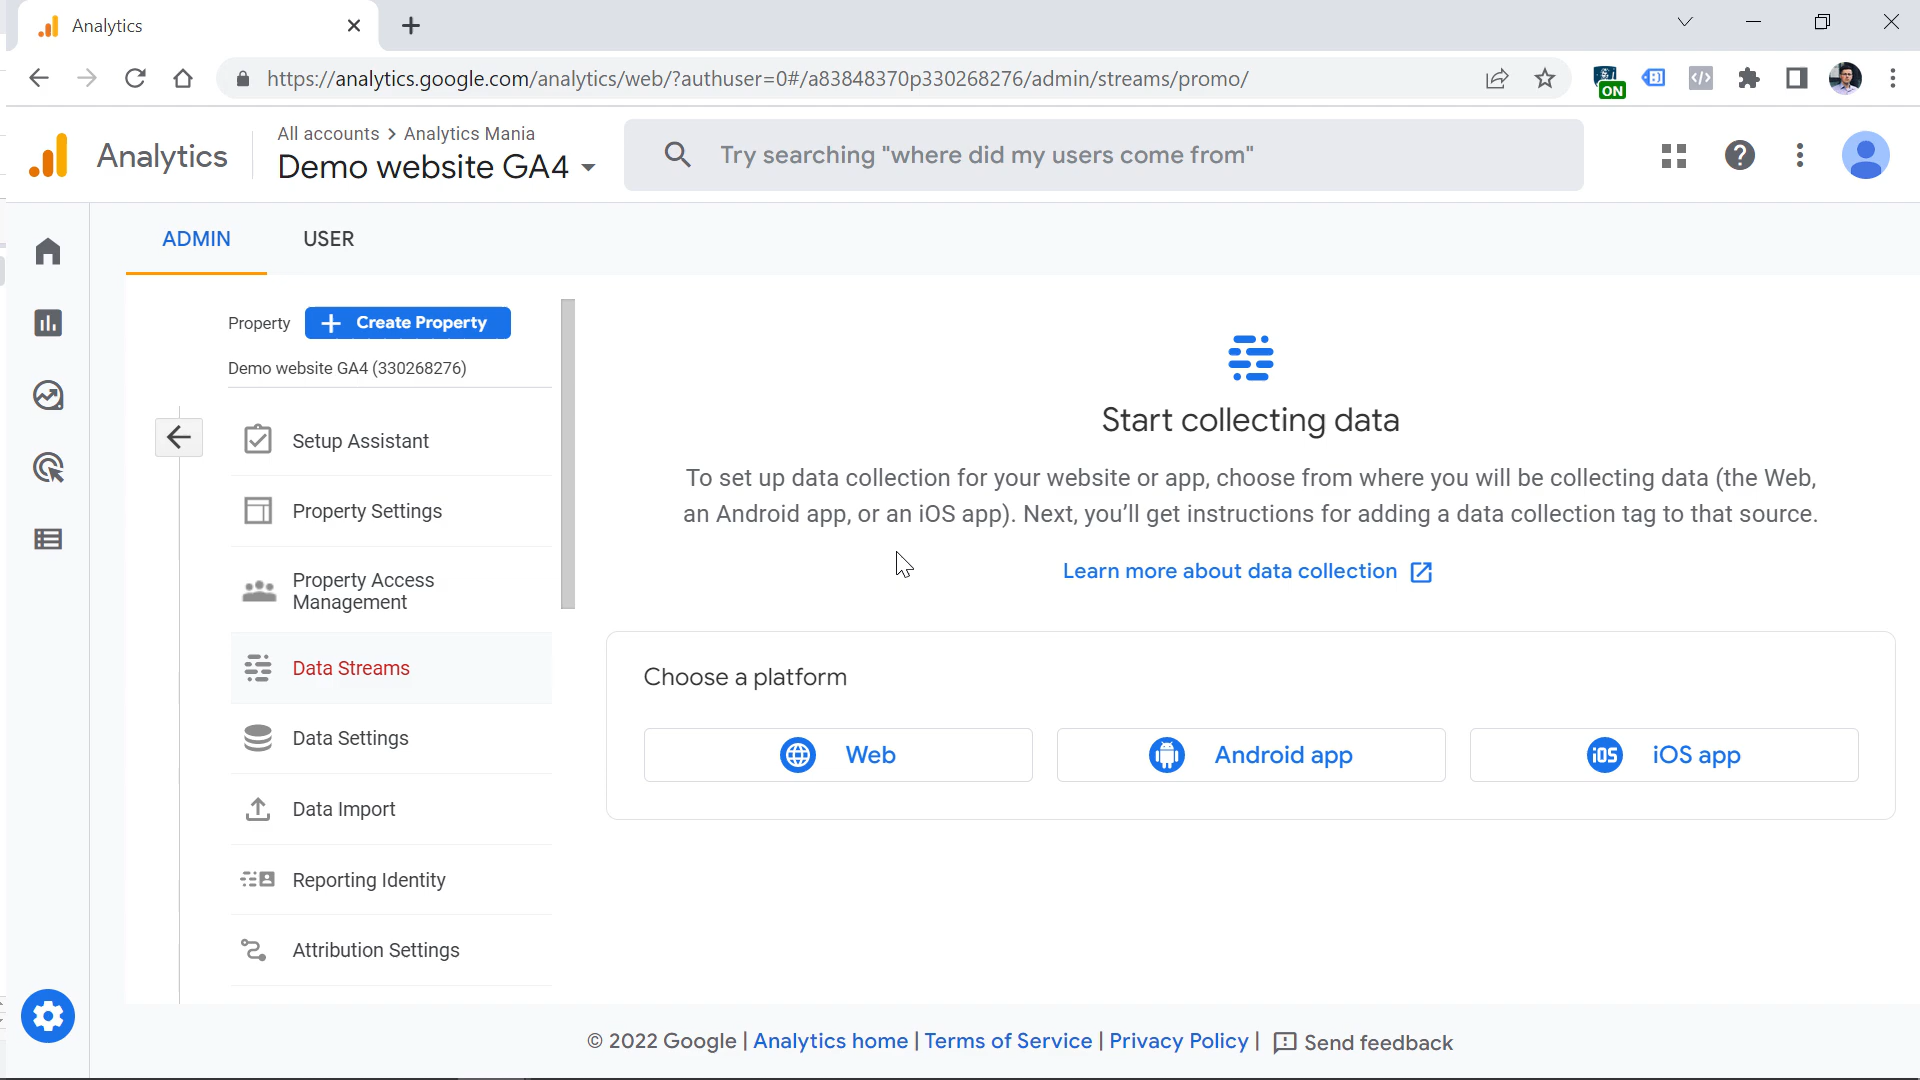 Analytics
https://analytics.google.com/analytics/web/?authuser=0#/a83848370p330268276/admin/streams/promo/
ON
Analytics
All accounts > Analytics Mania
Demo website GA4
Try searching "where did my users come from"
ADMIN
USER
Property
Create Property
Demo website GA4 (330268276)
Setup Assistant
Property Settings
Property Access
Management
Data Streams
Data Settings
Data Import
Reporting Identity
Attribution Settings
Start collecting data
To set up data collection for your website or app, choose from where you will be collecting data (the Web,
an Android app, or an iOS app). Next, you’ll get instructions for adding a data collection tag to that source.
Learn more about data collection
Choose a platform
Web
Android app
iOS
iOS app
© 2022 Google | Analytics home | Terms of Service | Privacy Policy | Send feedback